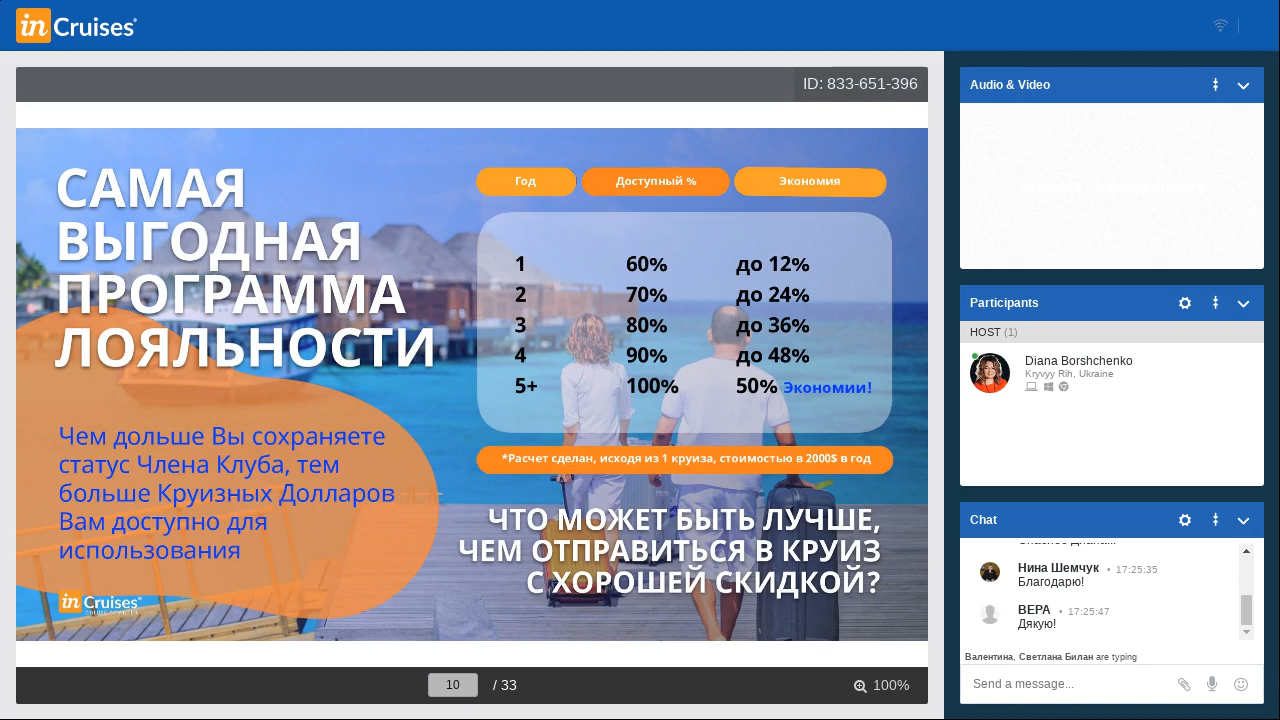 in Cruises
ID: 833-651-396
САМАЯ
ВЫГОДНАЯ
ПРОГРАММА
ЛОЯЛЬНОСТИ
Чем дольше Вы сохраняете
статус Члена Клуба, тем
больше Круизных Долларов
Вам доступно для
использования
in Cruises
Год Доступный % Экономия
1 60% до 12%
2 70% до 24%
3 80% до 36%
4 90% до 48%
5+ 100% 50% Экономии!
*Расчет сделан, исходя из 1 круиза, стоимостью в 2000$ в год
ЧТО МОЖЕТ БЫТЬ ЛУЧШЕ,
ЧЕМ ОТПРАВИТЬСЯ В КРУИЗ
С ХОРОШЕЙ СКИДКОЙ?
10 / 33
100%
Audio & Video
Participants
HOST (1)
Diana Borshchenko
Kryvyy Rih, Ukraine
Chat
Нина Шемчук • 17:25:35
Благодарю!
ВЕРА • 17:25:47
Дякую!
Валентина, Светлана Билан are typing
Send a message...